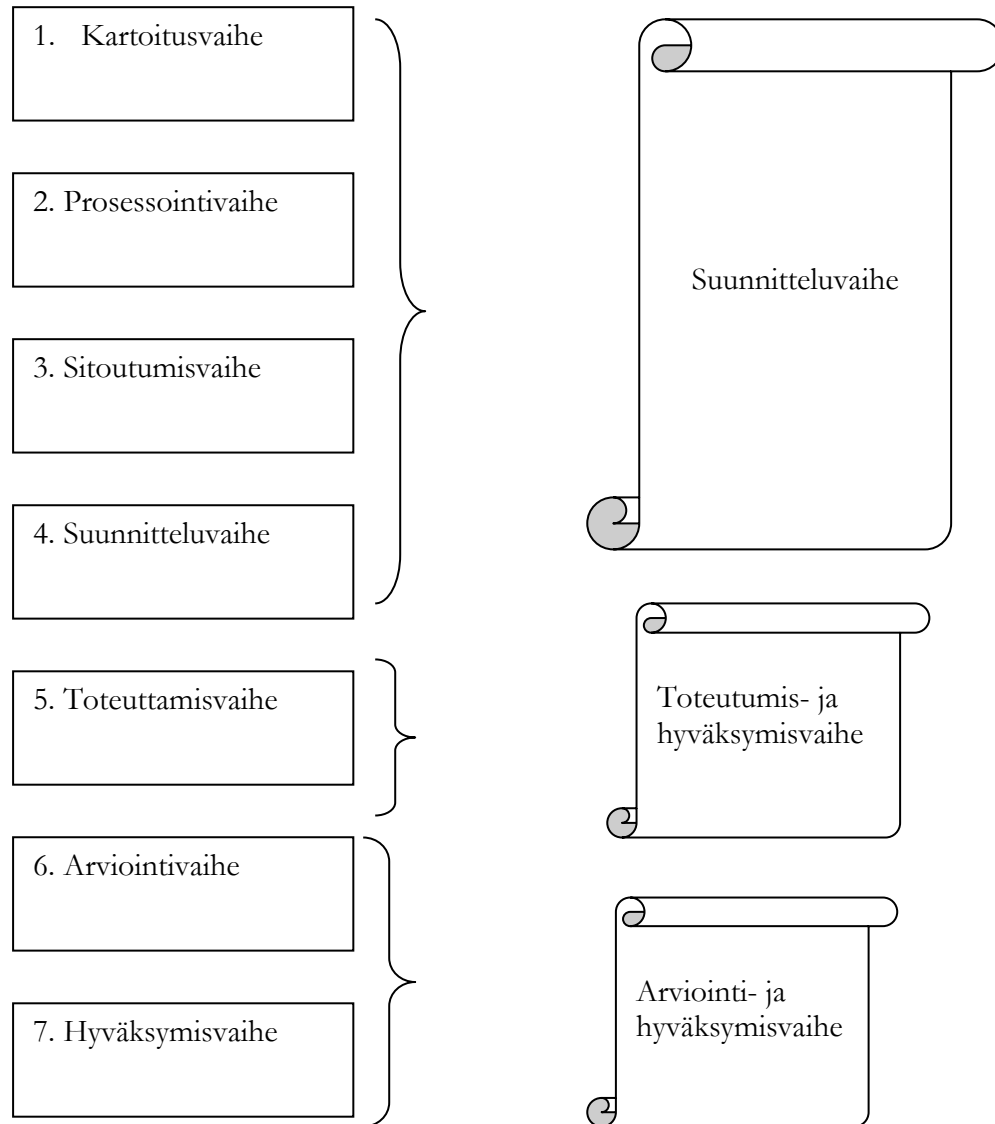 1. Kartoitusvaihe
2. Prosessointivaihe
3. Sitoutumisvaihe
4. Suunnitteluvaihe
Suunnitteluvaihe
5. Toteuttamisvaihe
Toteutumis- ja
hyväksymisvaihe
6. Arviointivaihe
7. Hyväksymisvaihe
Arviointi- ja
hyväksymisvaihe